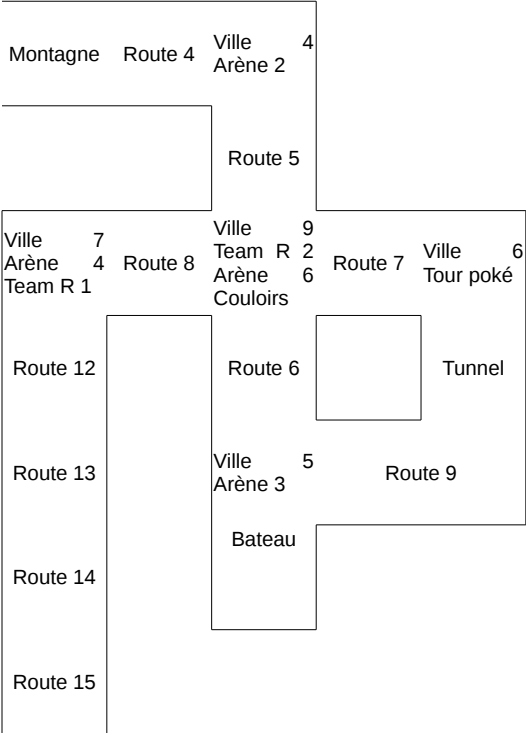 Montagne Route 4 Ville 4
Arène 2
Route 5
Ville 7
Arène 4
Team R 1
Route 8
Ville 9
Team R 2
Arène 6
Couloirs
Route 7
Ville 6
Tour poké
Route 12
Route 6
Tunnel
Route 13
Ville 5
Arène 3
Route 9
Bateau
Route 14
Route 15